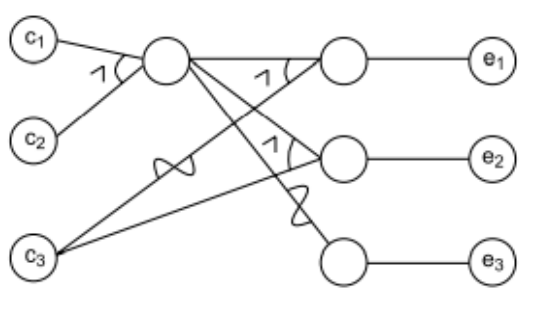 c₁
e₁
^
^
c₂
^
e₂
c₃
e₃